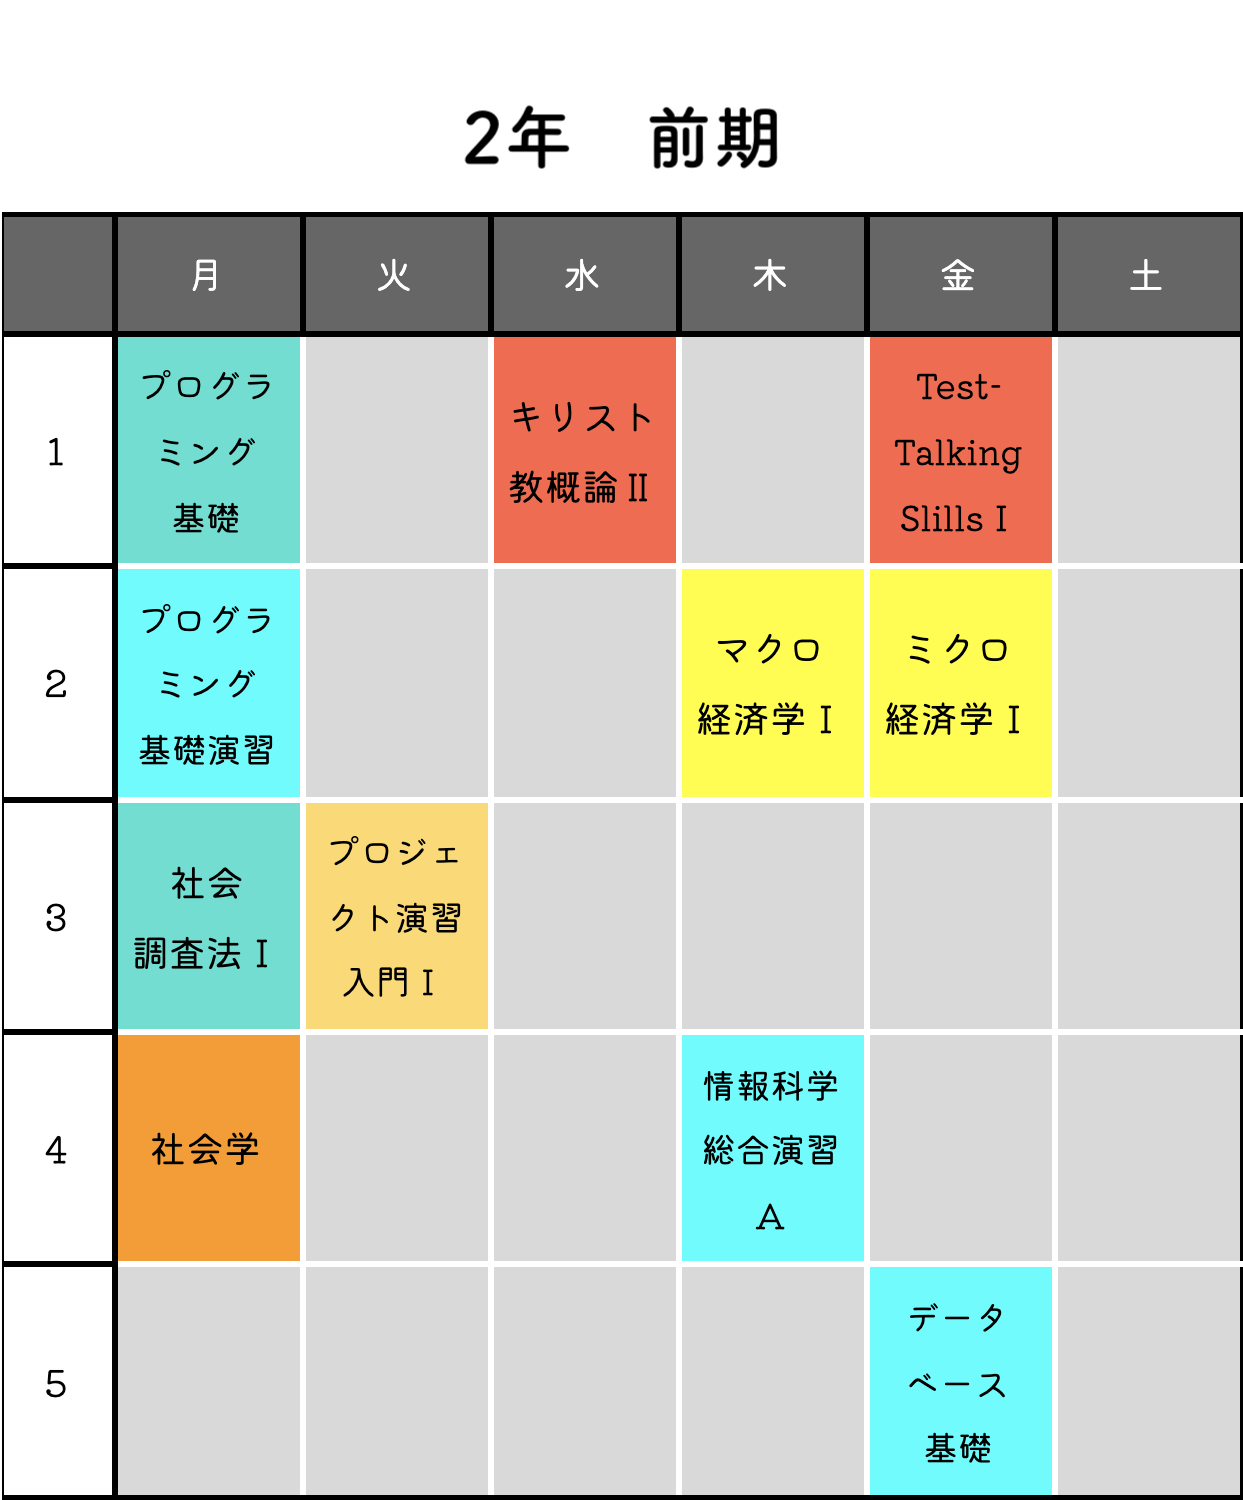 2年　前期
月 火 水 木 金 土
1
プログラ
ミング
基礎
キリスト
教概論 II
Test-
Talking
Slills I
2
プログラ
ミング
基礎演習
マクロ
経済学 I
ミクロ
経済学 I
3
社会
調査法 I
プロジェ
クト演習
入門 I
4
社会学
情報科学
総合演習
A
5
データ
ベース
基礎